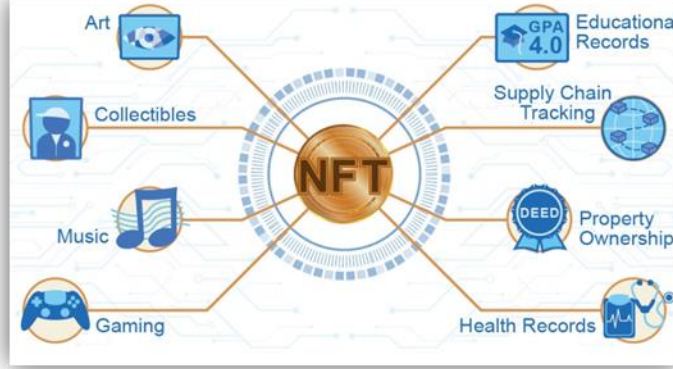 Art
Collectibles
Music
Gaming
NFT
GPA
4.0
Educational
Records
Supply Chain
Tracking
DEED
Property
Ownership
Health Records